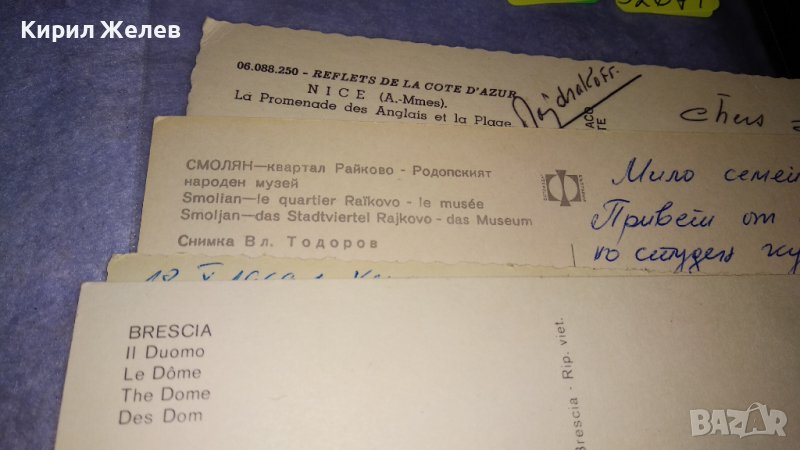 Кирил Желев
06.088.250 - REFLETS DE LA COTE D'AZUR
NICE (A.-Mmes).
La Promenade des Anglais et la Plage
Chers
СМОЛЯН—квартал Райково - Родопският
народен музей
Smolian—le quartier Raïkovo - le musée
Smoljan—das Stadtviertel Rajkovo - das Museum
Снимка Вл. Тодоров
Мило семей
Привет от
по студен
BRESCIA
Il Duomo
Le Dôme
The Dome
Des Dom
Brescia - Rip. viet.
BAZAR